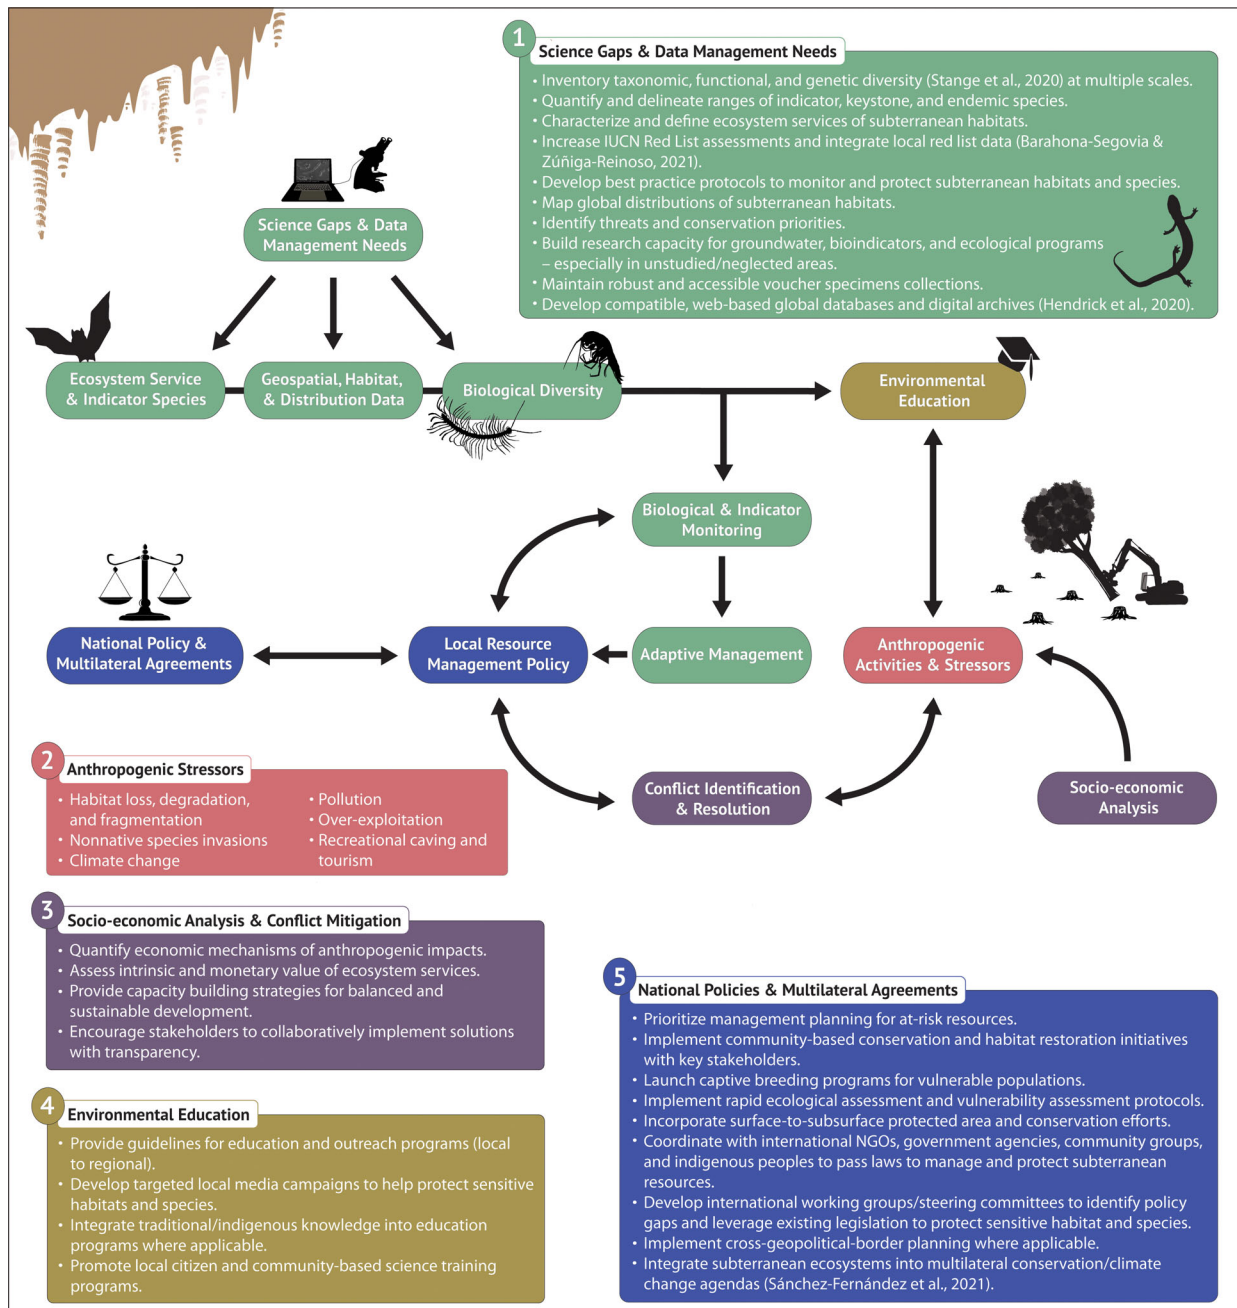 1
Science Gaps & Data Management Needs
• Inventory taxonomic, functional, and genetic diversity (Stange et al., 2020) at multiple scales.
• Quantify and delineate ranges of indicator, keystone, and endemic species.
• Characterize and define ecosystem services of subterranean habitats.
• Increase IUCN Red List assessments and integrate local red list data (Barahona-Segovia &
Zúñiga-Reinoso, 2021).
• Develop best practice protocols to monitor and protect subterranean habitats and species.
• Map global distributions of subterranean habitats.
• Identify threats and conservation priorities.
• Build research capacity for groundwater, bioindicators, and ecological programs
– especially in unstudied/neglected areas.
• Maintain robust and accessible voucher specimens collections.
• Develop compatible, web-based global databases and digital archives (Hendrick et al., 2020).
Science Gaps & Data
Management Needs
Ecosystem Service
& Indicator Species
Geospatial, Habitat,
& Distribution Data
Biological Diversity
Environmental
Education
Biological & Indicator
Monitoring
National Policy &
Multilateral Agreements
Local Resource
Management Policy
Adaptive Management
Anthropogenic
Activities & Stressors
Conflict Identification
& Resolution
Socio-economic
Analysis
2
Anthropogenic Stressors
• Habitat loss, degradation,
and fragmentation
• Nonnative species invasions
• Climate change
• Pollution
• Over-exploitation
• Recreational caving and
tourism
3
Socio-economic Analysis & Conflict Mitigation
• Quantify economic mechanisms of anthropogenic impacts.
• Assess intrinsic and monetary value of ecosystem services.
• Provide capacity building strategies for balanced and
sustainable development.
• Encourage stakeholders to collaboratively implement solutions
with transparency.
4
Environmental Education
• Provide guidelines for education and outreach programs (local
to regional).
• Develop targeted local media campaigns to help protect sensitive
habitats and species.
• Integrate traditional/indigenous knowledge into education
programs where applicable.
• Promote local citizen and community-based science training
programs.
5
National Policies & Multilateral Agreements
• Prioritize management planning for at-risk resources.
• Implement community-based conservation and habitat restoration initiatives
with key stakeholders.
• Launch captive breeding programs for vulnerable populations.
• Implement rapid ecological assessment and vulnerability assessment protocols.
• Incorporate surface-to-subsurface protected area and conservation efforts.
• Coordinate with international NGOs, government agencies, community groups,
and indigenous peoples to pass laws to manage and protect subterranean
resources.
• Develop international working groups/steering committees to identify policy
gaps and leverage existing legislation to protect sensitive habitat and species.
• Implement cross-geopolitical-border planning where applicable.
• Integrate subterranean ecosystems into multilateral conservation/climate
change agendas (Sánchez-Fernández et al., 2021).